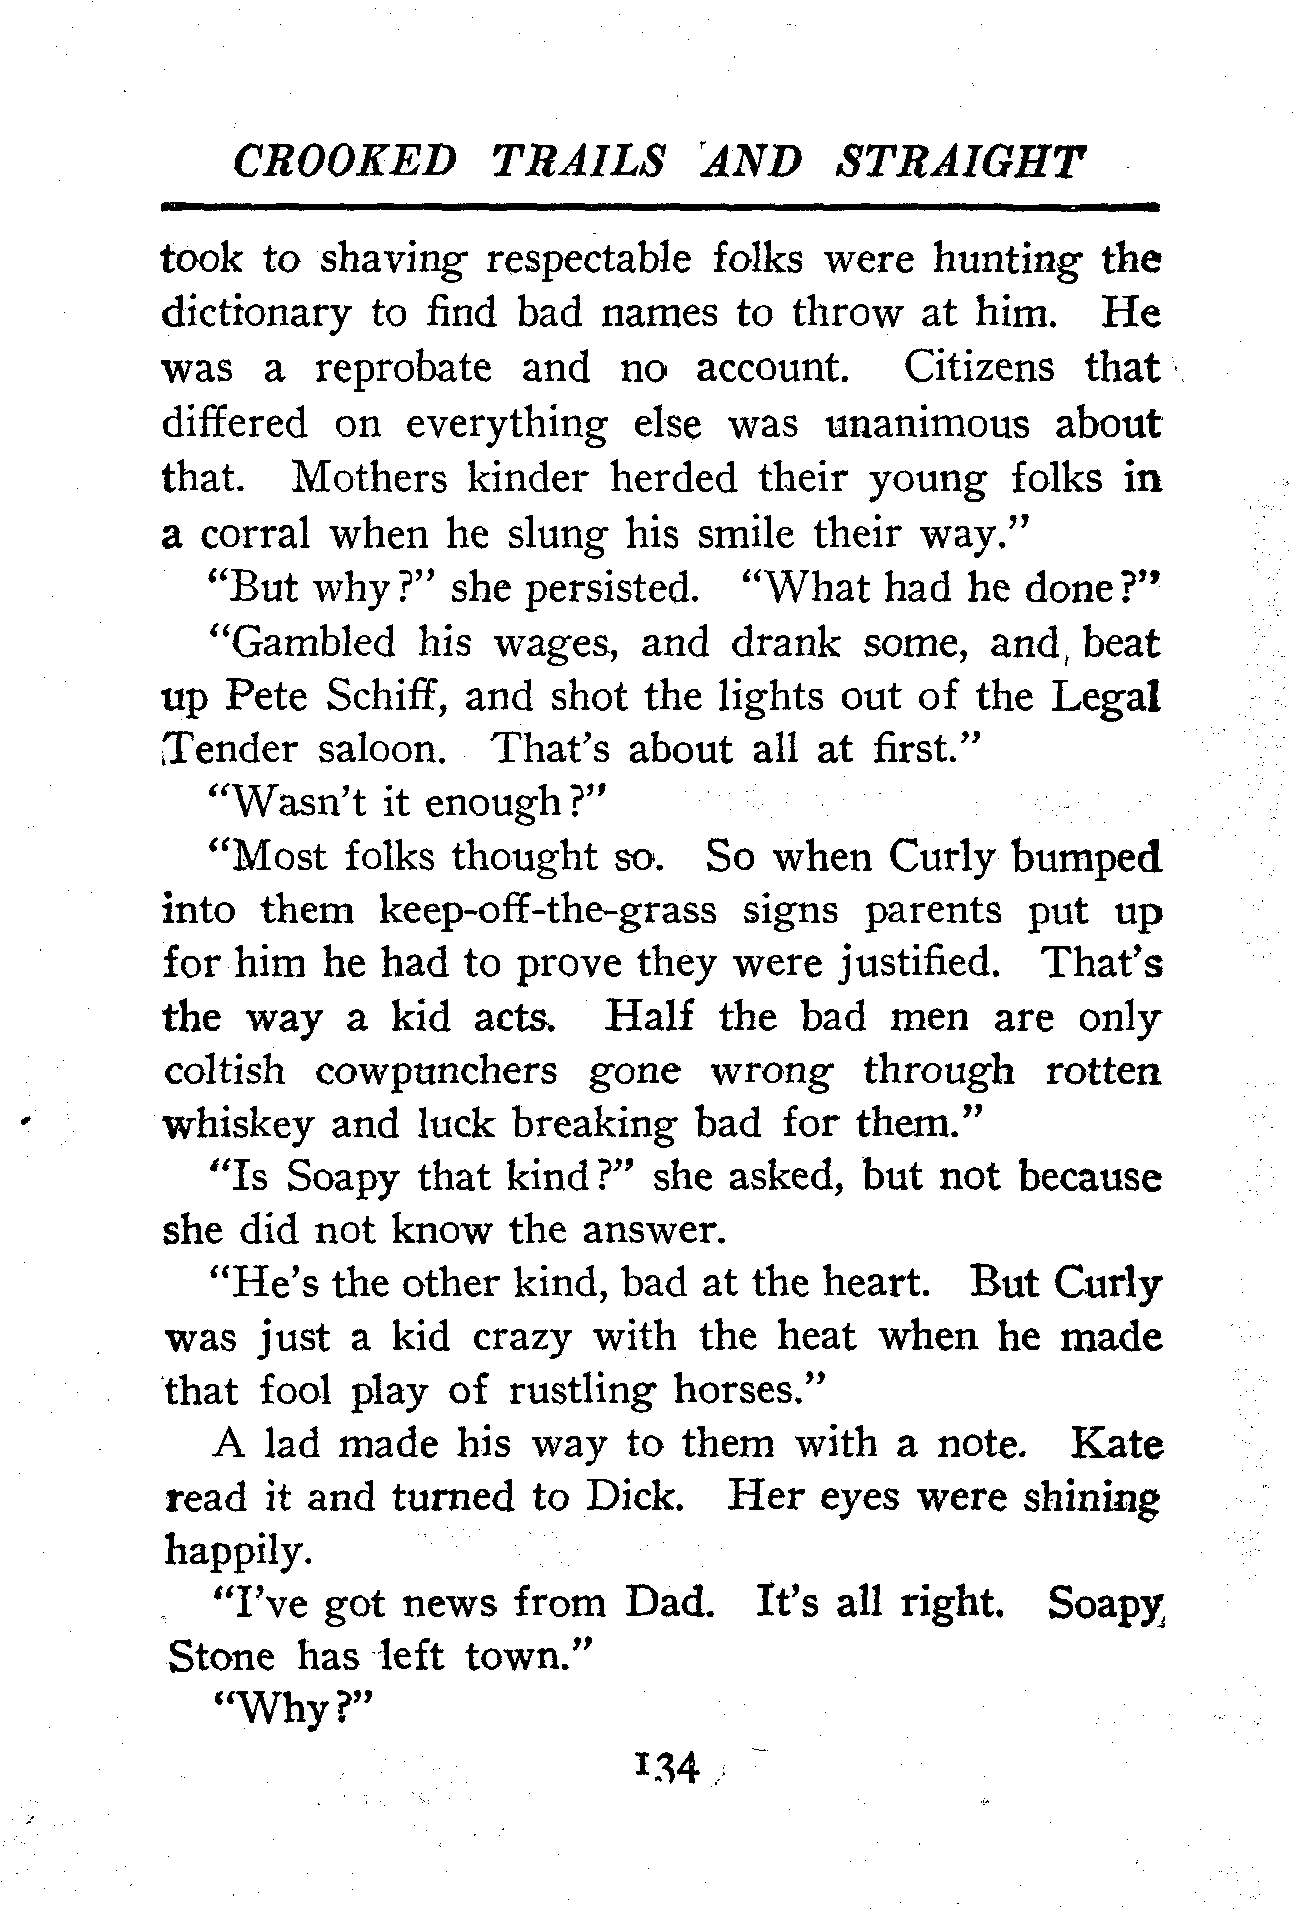 CROOKED TRAILS AND STRAIGHT
took to shaving respectable folks were hunting the
dictionary to find bad names to throw at him. He
was a reprobate and no account. Citizens that
differed on everything else was unanimous about
that. Mothers kinder herded their young folks in
a corral when he slung his smile their way."
"But why?" she persisted. "What had he done?"
"Gambled his wages, and drank some, and, beat
up Pete Schiff, and shot the lights out of the Legal
Tender saloon. That's about all at first."
"Wasn't it enough?"
"Most folks thought so. So when Curly bumped
into them keep-off-the-grass signs parents put up
for him he had to prove they were justified. That's
the way a kid acts. Half the bad men are only
coltish cowpunchers gone wrong through rotten
whiskey and luck breaking bad for them."
"Is Soapy that kind?" she asked, but not because
she did not know the answer.
"He's the other kind, bad at the heart. But Curly
was just a kid crazy with the heat when he made
that fool play of rustling horses."
A lad made his way to them with a note. Kate
read it and turned to Dick. Her eyes were shining
happily.
"I've got news from Dad. It's all right. Soapy
Stone has left town."
"Why?"
134